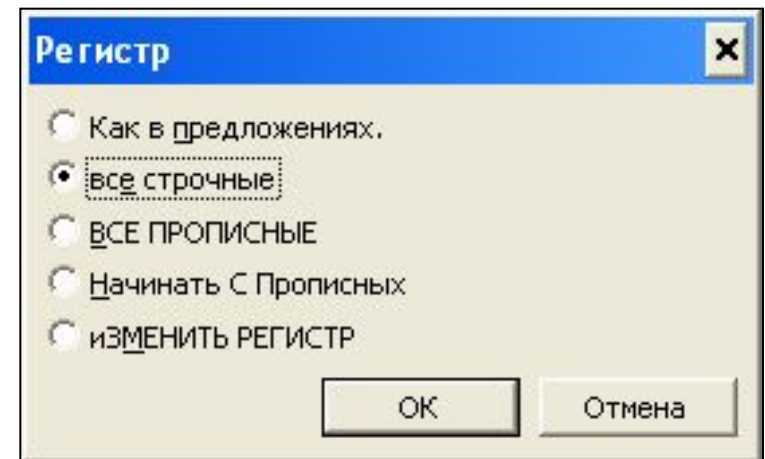 Регистр
Как в предложениях.
все строчные
ВСЕ ПРОПИСНЫЕ
Начинать С Прописных
иЗМЕНИТЬ РЕГИСТР
ОК
Отмена